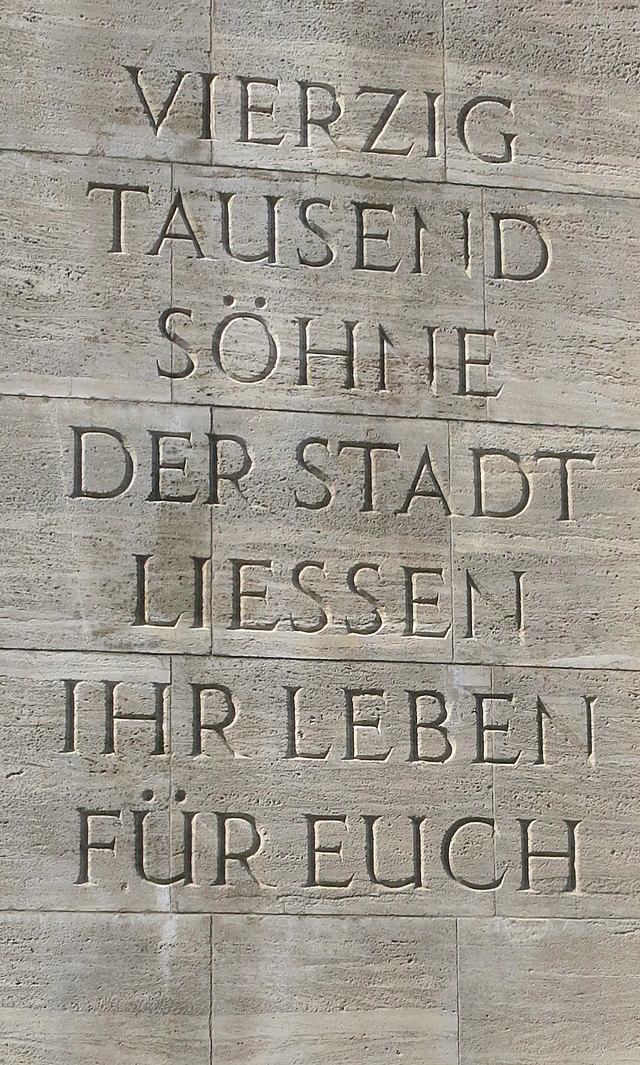 VIERZIG
TAUSEND
SÖHNE
DER STADT
LIESSEN
IHR LEBEN
FÜR EUCH